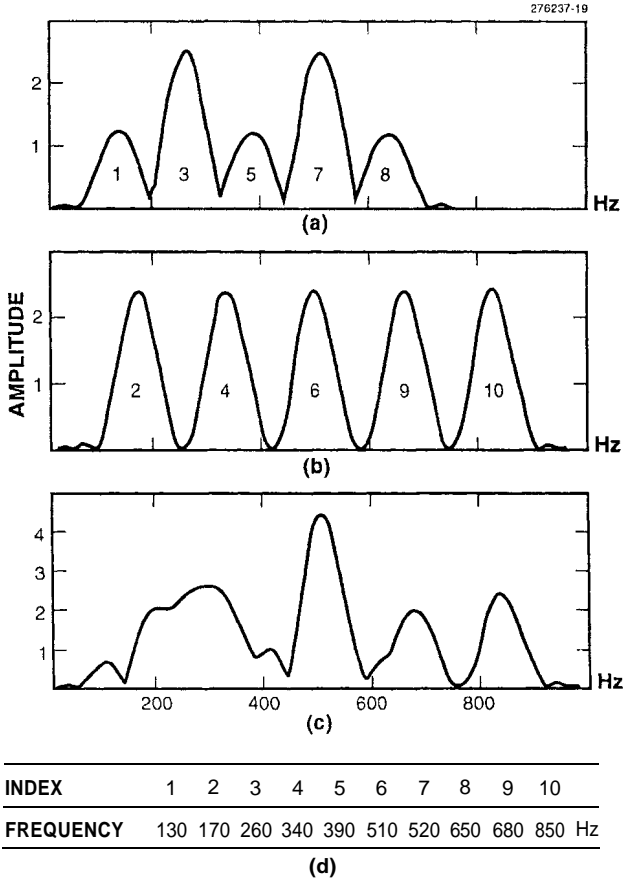 276237-19
2
1
1 3 5 7 8
Hz
(a)
AMPLITUDE
2
1
2 4 6 9 10
Hz
(b)
4
3
2
1
Hz
200 400 600 800
(c)
INDEX 1 2 3 4 5 6 7 8 9 10
FREQUENCY 130 170 260 340 390 510 520 650 680 850 Hz
(d)